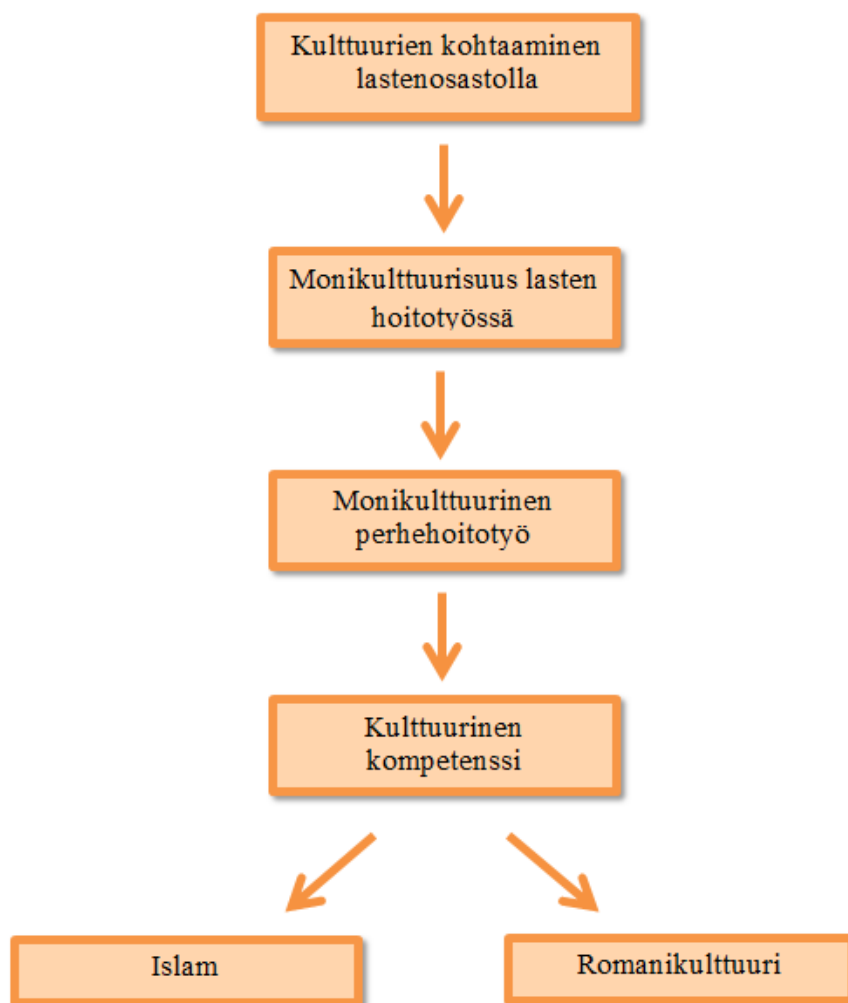 Kulttuurien kohtaaminen
lastenosastolla
Monikulttuurisuus lasten
hoitotyössä
Monikulttuurinen
perhehoitotyö
Kulttuurinen
kompetenssi
Islam
Romanikulttuuri